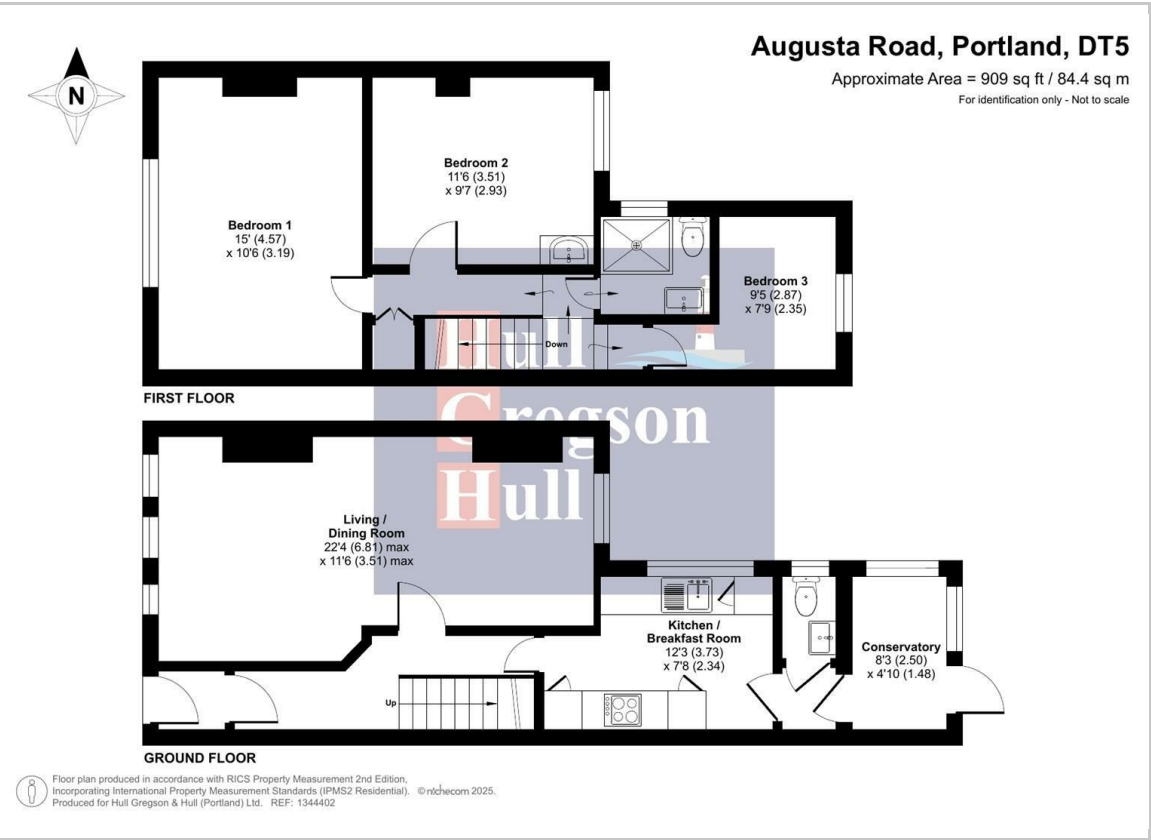 Augusta Road, Portland, DT5
Approximate Area = 909 sq ft / 84.4 sq m
For identification only - Not to scale
N
Bedroom 1
15' (4.57)
x 10'6 (3.19)
Bedroom 2
11'6 (3.51)
x 9'7 (2.93)
Bedroom 3
9'5 (2.87)
x 7'9 (2.35)
Down
FIRST FLOOR
Hull
Gregson
Hull
Living /
Dining Room
22'4 (6.81) max
x 11'6 (3.51) max
Kitchen /
Breakfast Room
12'3 (3.73)
x 7'8 (2.34)
Conservatory
8'3 (2.50)
x 4'10 (1.48)
Up
GROUND FLOOR
Floor plan produced in accordance with RICS Property Measurement 2nd Edition,
Incorporating International Property Measurement Standards (IPMS2 Residential). © nichecom 2025.
Produced for Hull Gregson & Hull (Portland) Ltd. REF: 1344402